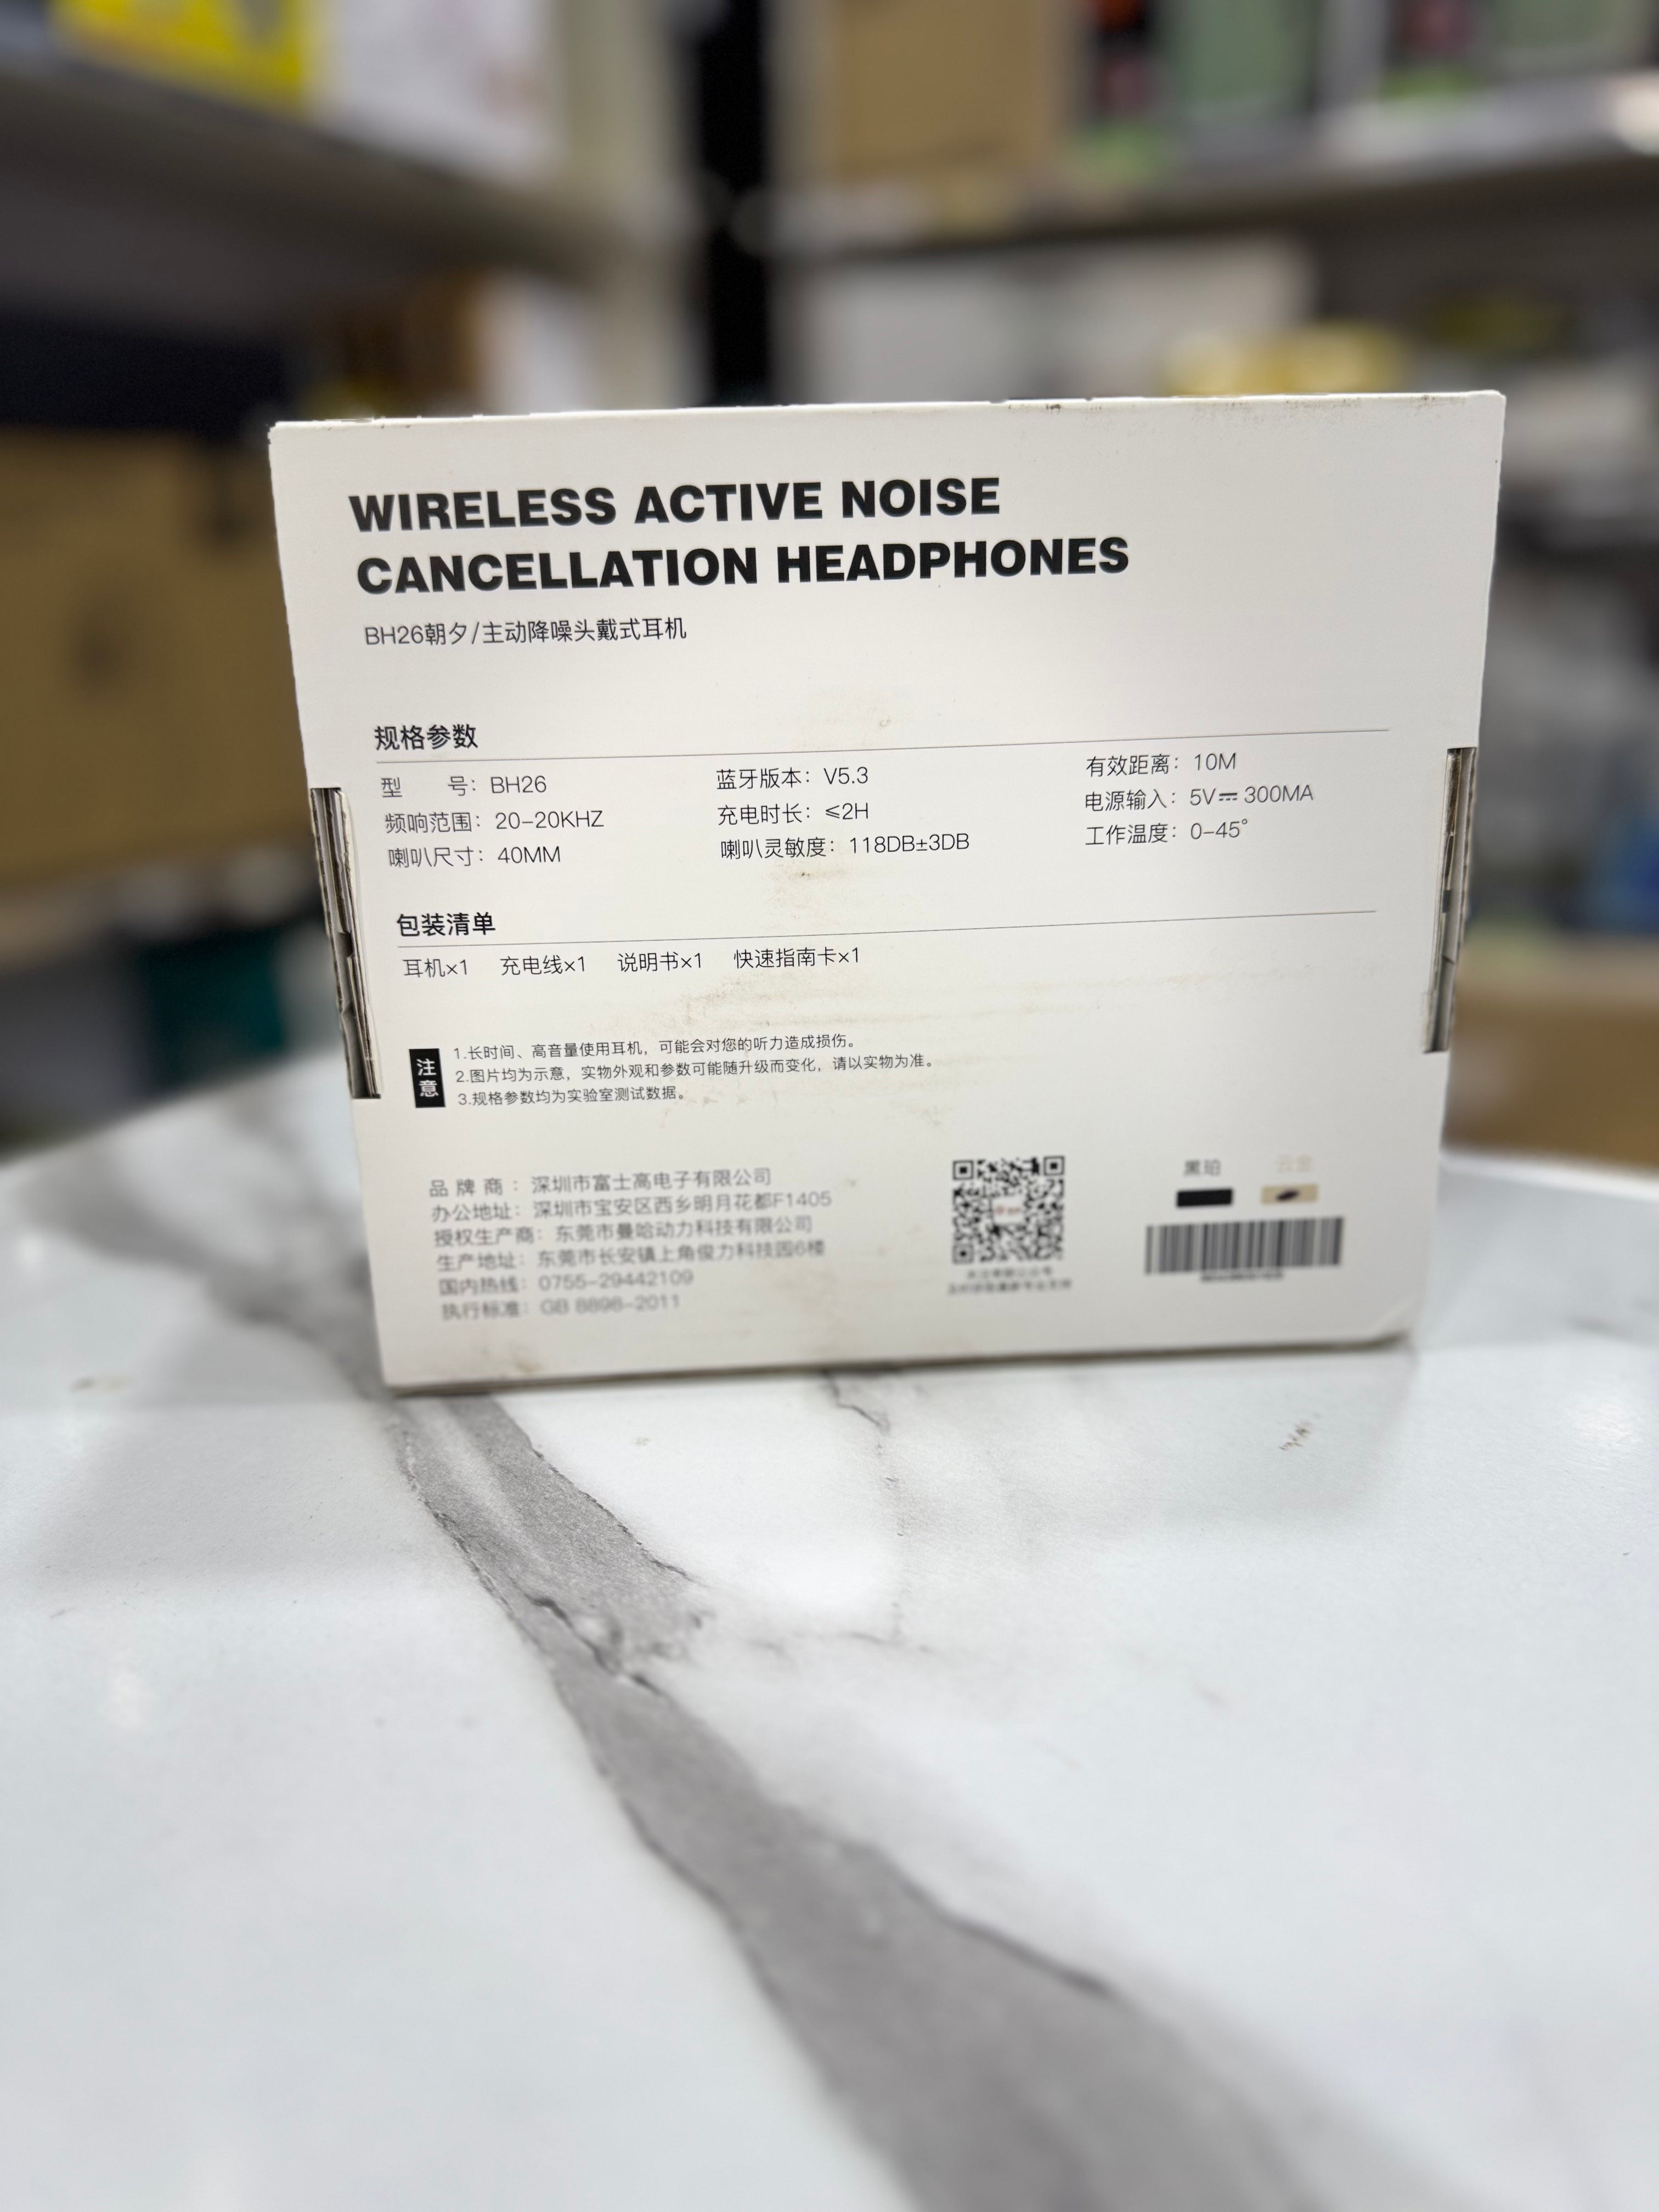 WIRELESS ACTIVE NOISE
CANCELLATION HEADPHONES
BH26朝夕/主动降噪头戴式耳机
规格参数
型 号：BH26 蓝牙版本：V5.3 有效距离：10M
频响范围：20-20KHZ 充电时长：≤2H 电源输入：5V⎓300MA
喇叭尺寸：40MM 喇叭灵敏度：118DB±3DB 工作温度：0-45°
包装清单
耳机x1 充电线x1 说明书x1 快速指南卡x1
注意
1.长时间、高音量使用耳机，可能会对您的听力造成损伤。
2.图片均为示意，实物外观和参数可能随升级而变化，请以实物为准。
3.规格参数均为实验室测试数据。
品牌商：深圳市富士高电子有限公司
办公地址：深圳市宝安区西乡明月花都F1405
授权生产商：东莞市曼哈动力科技有限公司
生产地址：东莞市长安镇上角俊力科技园6楼
国内热线：0755-29442109
执行标准：GB 8898-2011
黑珀 云金